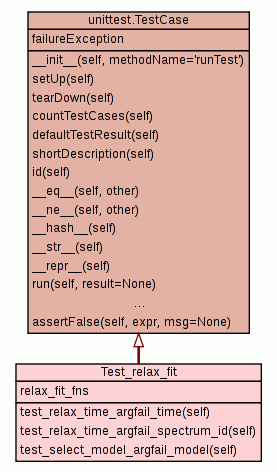 unittest.TestCase
failureException
__init__(self, methodName='runTest')
setUp(self)
tearDown(self)
countTestCases(self)
defaultTestResult(self)
shortDescription(self)
id(self)
__eq__(self, other)
__ne__(self, other)
__hash__(self)
__str__(self)
__repr__(self)
run(self, result=None)
...
assertFalse(self, expr, msg=None)
Test_relax_fit
relax_fit_fns
test_relax_time_argfail_time(self)
test_relax_time_argfail_spectrum_id(self)
test_select_model_argfail_model(self)